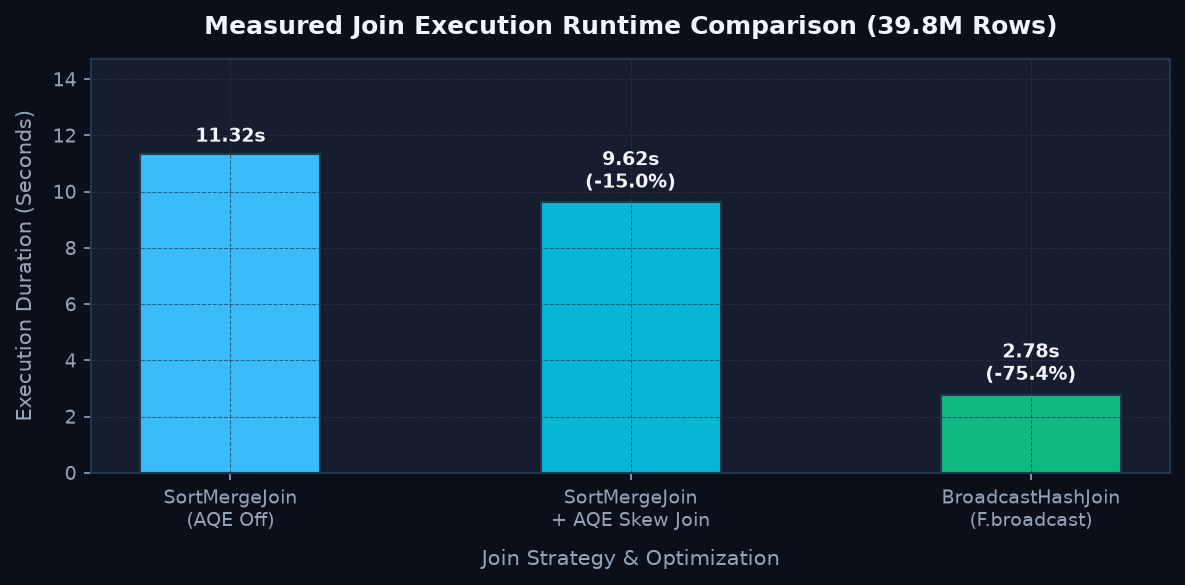 Measured Join Execution Runtime Comparison (39.8M Rows)
Execution Duration (Seconds)
14
12
10
8
6
4
2
0
11.32s
9.62s
(-15.0%)
2.78s
(-75.4%)
SortMergeJoin
(AQE Off)
SortMergeJoin
+ AQE Skew Join
BroadcastHashJoin
(F.broadcast)
Join Strategy & Optimization